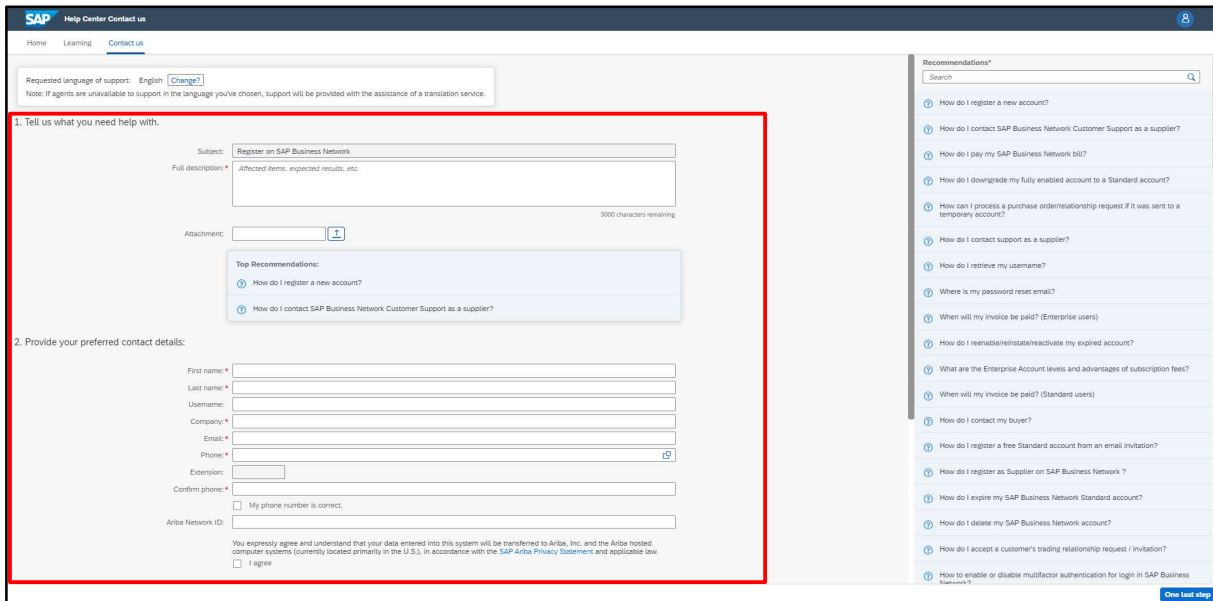 SAP Help Center Contact us
Home Learning Contact us
Requested language of support: English Change?
Note: If agents are unavailable to support in the language you've chosen, support will be provided with the assistance of a translation service.
1. Tell us what you need help with.
Subject: Register on SAP Business Network
Full description:* Affected items, expected results, etc.
3000 characters remaining
Attachment:
Top Recommendations:
How do I register a new account?
How do I contact SAP Business Network Customer Support as a supplier?
2. Provide your preferred contact details:
First name:*
Last name:*
Username:
Company:*
Email:*
Phone:*
Extension:
Confirm phone:*
My phone number is correct.
Ariba Network ID:
You expressly agree and understand that your data entered into this system will be transferred to Ariba, Inc. and the Ariba hosted
computer systems (currently located primarily in the U.S.), in accordance with the SAP Ariba Privacy Statement and applicable law.
I agree
Recommendations*
Search
How do I register a new account?
How do I contact SAP Business Network Customer Support as a supplier?
How do I pay my SAP Business Network bill?
How do I downgrade my fully enabled account to a Standard account?
How can I process a purchase order/relationship request if it was sent to a
temporary account?
How do I contact support as a supplier?
How do I retrieve my username?
Where is my password reset email?
When will my invoice be paid? (Enterprise users)
How do I reenable/reinstate/reactivate my expired account?
What are the Enterprise Account levels and advantages of subscription fees?
When will my invoice be paid? (Standard users)
How do I contact my buyer?
How do I register a free Standard account from an email invitation?
How do I register as Supplier on SAP Business Network ?
How do I expire my SAP Business Network Standard account?
How do I delete my SAP Business Network account?
How do I accept a customer's trading relationship request / invitation?
How to enable or disable multifactor authentication for login in SAP Business
Network?
One last step